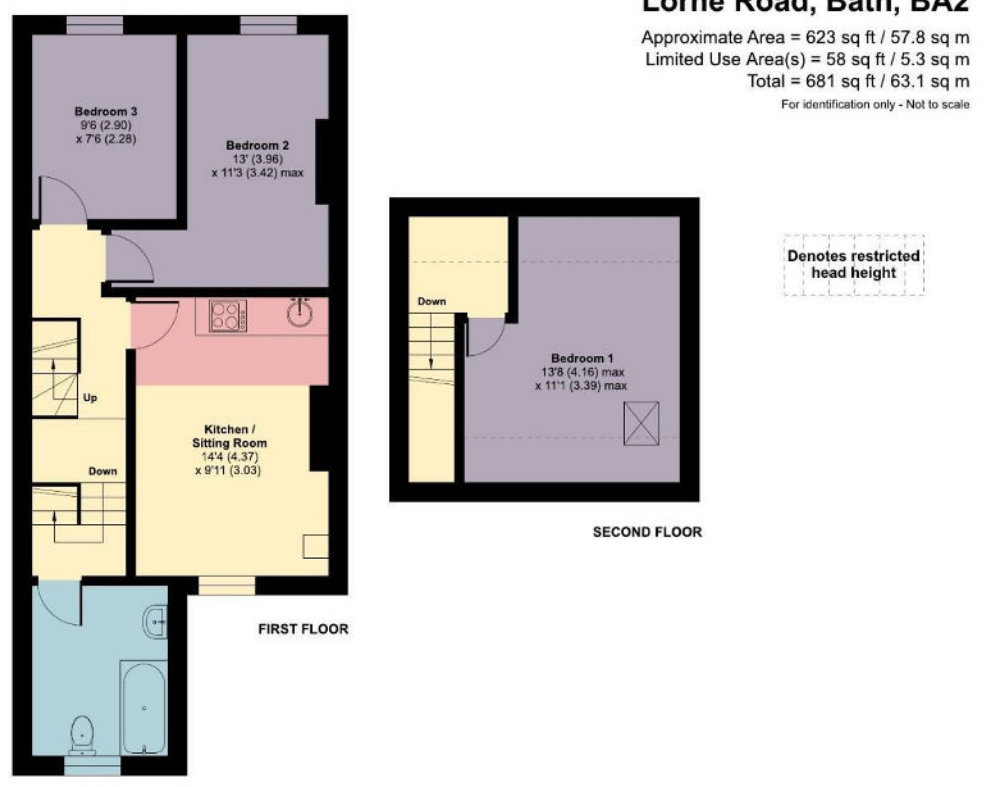 Lorne Road, Bath, BA2
Approximate Area = 623 sq ft / 57.8 sq m
Limited Use Area(s) = 58 sq ft / 5.3 sq m
Total = 681 sq ft / 63.1 sq m
For identification only - Not to scale
Bedroom 3
9'6 (2.90)
x 7'6 (2.28)
Bedroom 2
13' (3.96)
x 11'3 (3.42) max
Denotes restricted
head height
Down
Bedroom 1
13'8 (4.16) max
x 11'1 (3.39) max
Up
Kitchen /
Sitting Room
14'4 (4.37)
x 9'11 (3.03)
Down
SECOND FLOOR
FIRST FLOOR